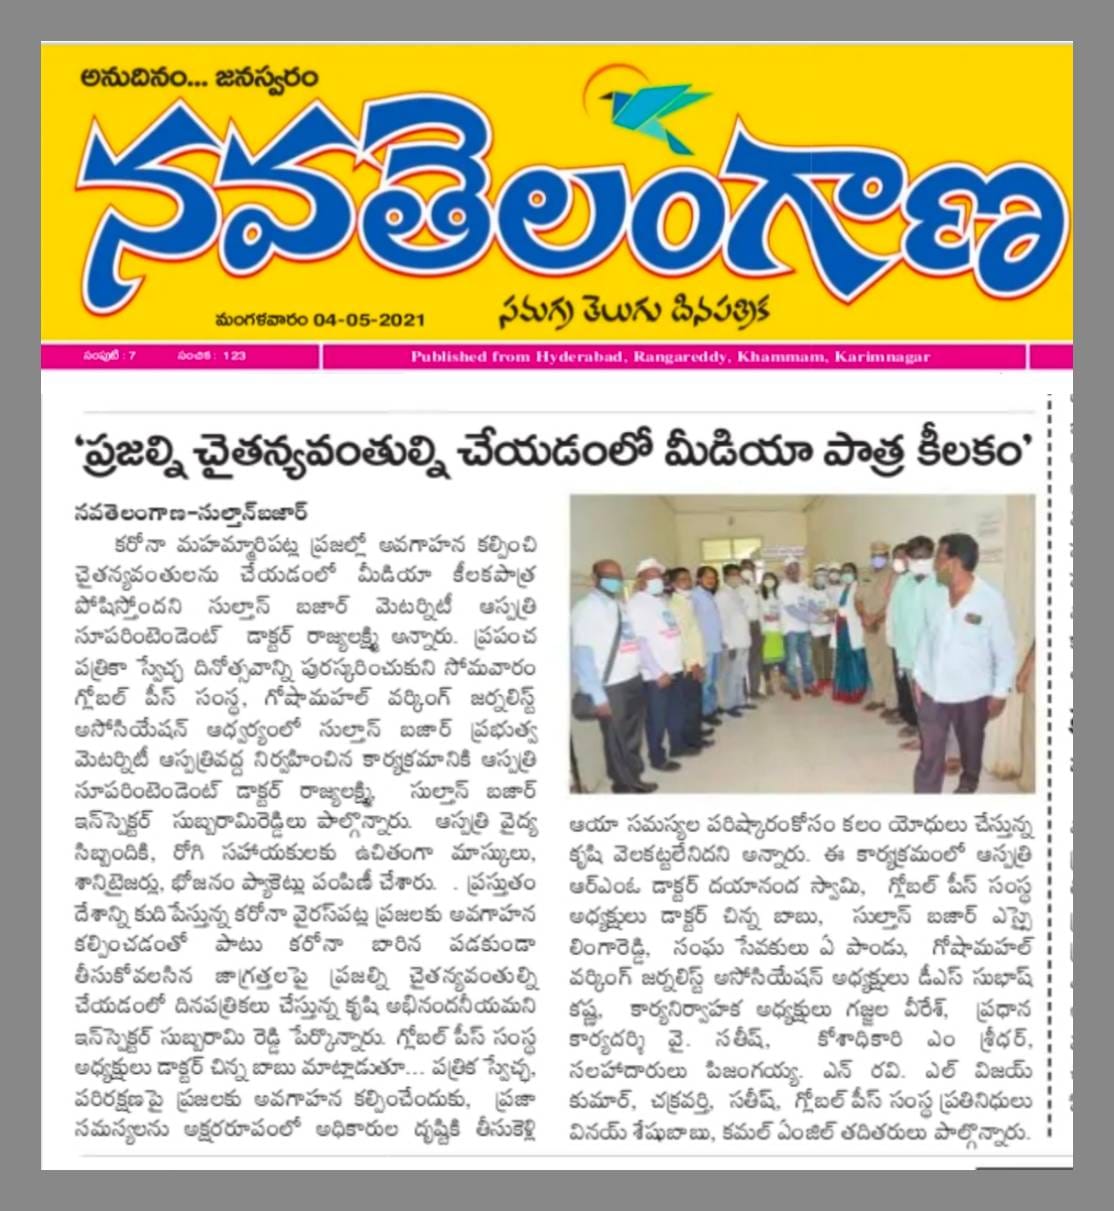 అనుదినం... జనస్వరం
నవతెలంగాణ
మంగళవారం 04-05-2021
సమగ్ర తెలుగు దినపత్రిక
సంపుటి : 7 సంచిక : 123 Published from Hyderabad, Rangareddy, Khammam, Karimnagar
'ప్రజల్ని చైతన్యవంతుల్ని చేయడంలో మీడియా పాత్ర కీలకం'
నవతెలంగాణ-సుల్తాన్‌బజార్
కరోనా మహమ్మారిపట్ల ప్రజల్లో అవగాహన కల్పించి
చైతన్యవంతులను చేయడంలో మీడియా కీలకపాత్ర
పోషిస్తోందని సుల్తాన్ బజార్ మెటర్నిటీ ఆస్పత్రి
సూపరింటెండెంట్ డాక్టర్ రాజ్యలక్ష్మి అన్నారు. ప్రపంచ
పత్రికా స్వేచ్ఛ దినోత్సవాన్ని పురస్కరించుకుని సోమవారం
గ్లోబల్ పీస్ సంస్థ, గోషామహల్ వర్కింగ్ జర్నలిస్ట్
అసోసియేషన్ ఆధ్వర్యంలో సుల్తాన్ బజార్ ప్రభుత్వ
మెటర్నిటీ ఆస్పత్రివద్ద నిర్వహించిన కార్యక్రమానికి ఆస్పత్రి
సూపరింటెండెంట్ డాక్టర్ రాజ్యలక్ష్మి, సుల్తాన్ బజార్
ఇన్‌స్పెక్టర్ సుబ్బరామిరెడ్డిలు పాల్గొన్నారు. ఆస్పత్రి వైద్య
సిబ్బందికి, రోగి సహాయకులకు ఉచితంగా మాస్కులు,
శానిటైజర్లు, భోజనం ప్యాకెట్లు పంపిణీ చేశారు. . ప్రస్తుతం
దేశాన్ని కుదిపేస్తున్న కరోనా వైరస్‌పట్ల ప్రజలకు అవగాహన
కల్పించడంతో పాటు కరోనా బారిన పడకుండా
తీసుకోవలసిన జాగ్రత్తలపై ప్రజల్ని చైతన్యవంతుల్ని
చేయడంలో దినపత్రికలు చేస్తున్న కృషి అభినందనీయమని
ఇన్‌స్పెక్టర్ సుబ్బరామి రెడ్డి పేర్కొన్నారు. గ్లోబల్ పీస్ సంస్థ
అధ్యక్షులు డాక్టర్ చిన్న బాబు మాట్లాడుతూ... పత్రిక స్వేచ్ఛ,
పరిరక్షణపై ప్రజలకు అవగాహన కల్పించేందుకు, ప్రజా
సమస్యలను అక్షరరూపంలో అధికారుల దృష్టికి తీసుకెళ్లి
ఆయా సమస్యల పరిష్కారంకోసం కలం యోధులు చేస్తున్న
కృషి వెలకట్టలేనిదని అన్నారు. ఈ కార్యక్రమంలో ఆస్పత్రి
ఆర్ఎంఓ డాక్టర్ దయానంద స్వామి, గ్లోబల్ పీస్ సంస్థ
అధ్యక్షులు డాక్టర్ చిన్న బాబు, సుల్తాన్ బజార్ ఎస్సై
లింగారెడ్డి, సంఘ సేవకులు ఏ పాండు, గోషామహల్
వర్కింగ్ జర్నలిస్ట్ అసోసియేషన్ అధ్యక్షులు డీఎస్ సుభాష్
కష్ణ, కార్యనిర్వాహక అధ్యక్షులు గజ్జల వీరేశ్, ప్రధాన
కార్యదర్శి వై. సతీష్, కోశాధికారి ఎం శ్రీధర్,
సలహాదారులు పిజంగయ్య. ఎన్ రవి. ఎల్ విజయ్
కుమార్, చక్రవర్తి, సతీష్, గ్లోబల్ పీస్ సంస్థ ప్రతినిధులు
వినయ్ శేషుబాబు, కమల్ ఏంజిల్ తదితరులు పాల్గొన్నారు.